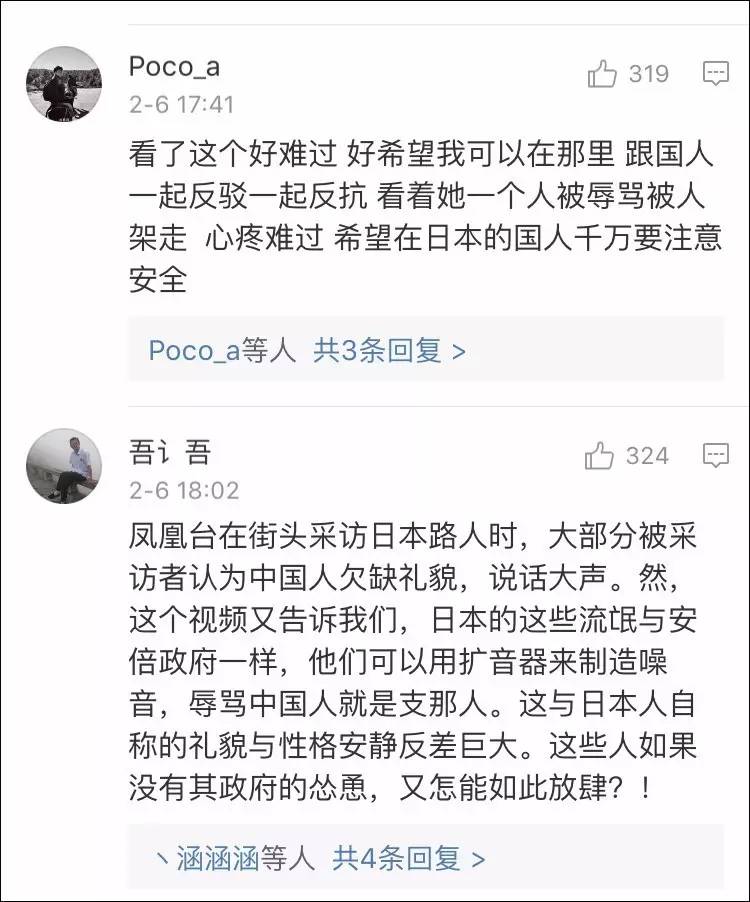 Poco_a
319
2-6 17:41
看了这个好难过 好希望我可以在那里 跟国人
一起反驳一起反抗 看着她一个人被辱骂被人
架走 心疼难过 希望在日本的国人千万要注意
安全
Poco_a等人 共3条回复 >
吾讠吾
324
2-6 18:02
凤凰台在街头采访日本路人时，大部分被采
访者认为中国人欠缺礼貌，说话大声。然，
这个视频又告诉我们，日本的这些流氓与安
倍政府一样，他们可以用扩音器来制造噪
音，辱骂中国人就是支那人。这与日本人自
称的礼貌与性格安静反差巨大。这些人如果
没有其政府的怂恿，又怎能如此放肆？！
丶涵涵涵等人 共4条回复 >